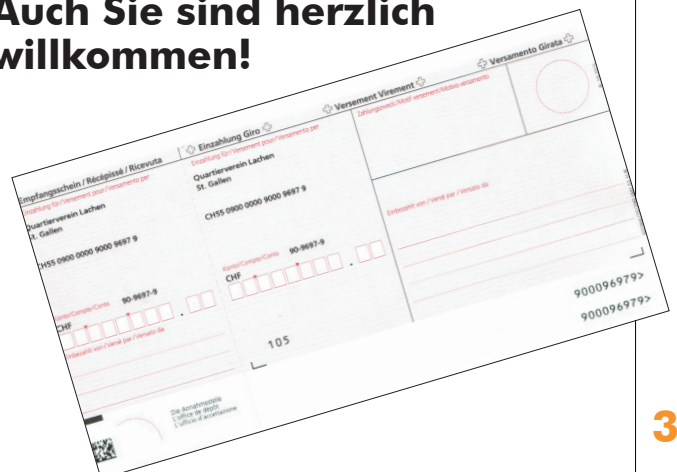 Auch Sie sind herzlich
willkommen!
Empfangsschein / Récépissé / Ricevuta
Einzahlung für / Versement pour / Versamento per
Quartierverein Lachen
St. Gallen
CH55 0900 0000 9000 9697 9
Konto / Compte / Conto 90-9697-9
CHF
Einbezahlt von / Versé par / Versato da
Die Annahmestelle
L'office de dépôt
L'ufficio d'accettazione
Einzahlung Giro
Einzahlung für / Versement pour / Versamento per
Quartierverein Lachen
St. Gallen
CH55 0900 0000 9000 9697 9
Konto / Compte / Conto 90-9697-9
CHF
105
Versement Virement
Versamento Girata
Zahlungszweck / Motif versement / Motivo versamento
Einbezahlt von / Versé par / Versato da
900096979>
900096979>
3